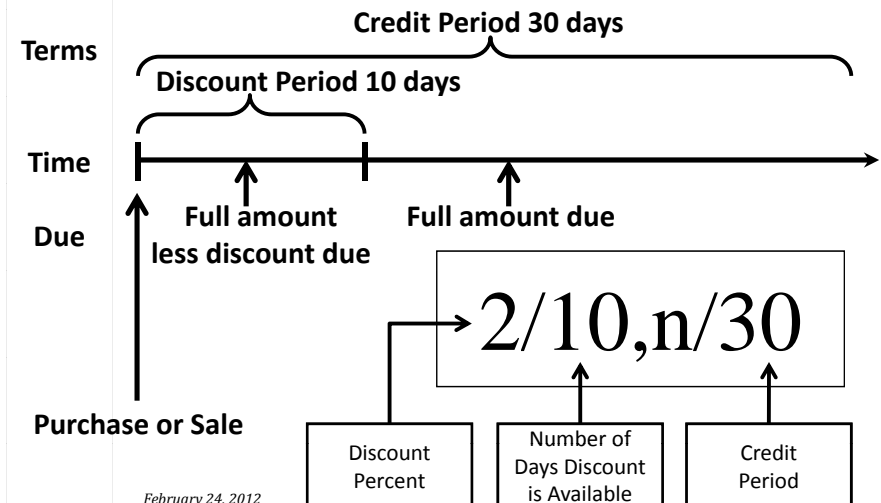 Credit Period 30 days
Terms
Discount Period 10 days
Time
Full amount
less discount due
Full amount due
Due
2/10,n/30
Purchase or Sale
Discount
Percent
Number of
Days Discount
is Available
Credit
Period
February 24, 2012